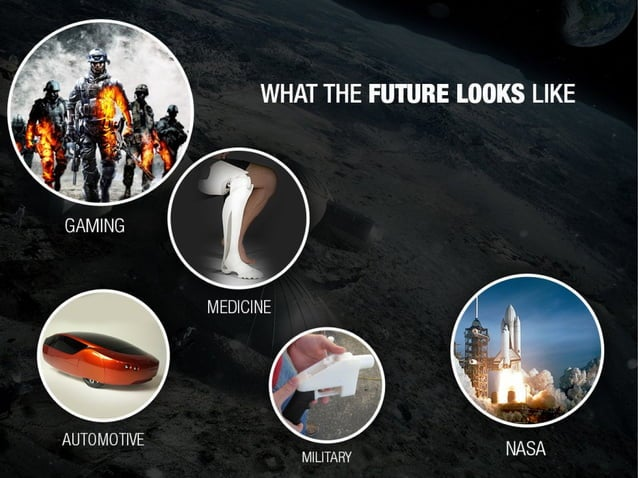 WHAT THE FUTURE LOOKS LIKE
GAMING
MEDICINE
AUTOMOTIVE
MILITARY
NASA